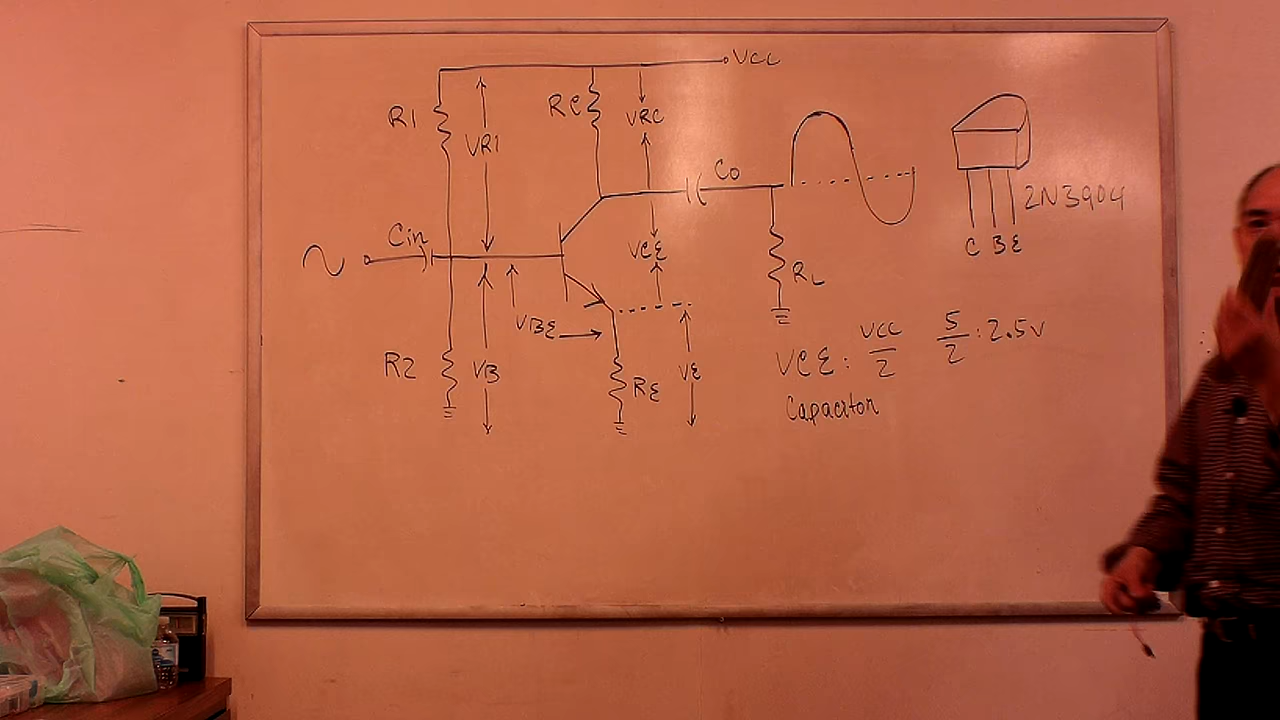 VCC
R1
VR1
RC
VRC
Co
2N3904
C B E
Cin
VCE
RL
VBE
R2
VB
RE
VE
VCE : VCC/2 5/2 : 2.5V
Capacitor